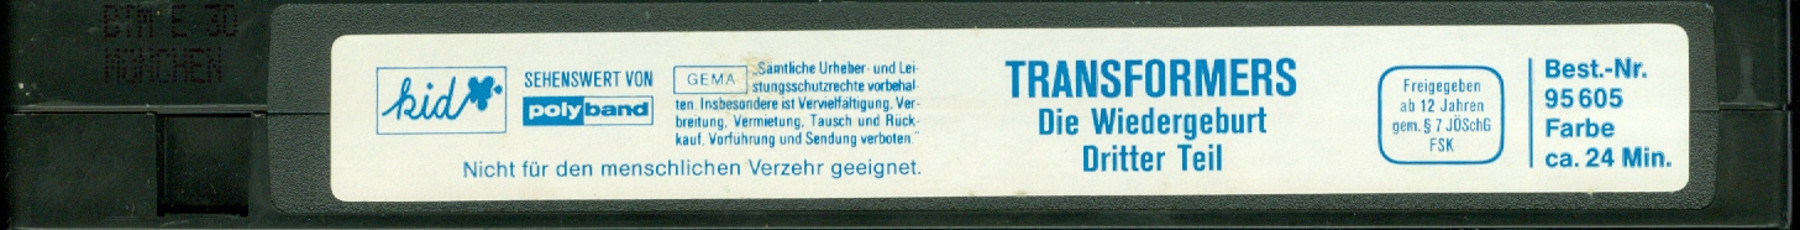 BTM E 30
MÜNCHEN
kid
SEHENSWERT VON
polyband
GEMA
„Sämtliche Urheber- und Lei-
stungsschutzrechte vorbehal-
ten. Insbesondere ist Vervielfältigung, Ver-
breitung, Vermietung, Tausch und Rück-
kauf, Vorführung und Sendung verboten.“
Nicht für den menschlichen Verzehr geeignet.
TRANSFORMERS
Die Wiedergeburt
Dritter Teil
Freigegeben
ab 12 Jahren
gem. § 7 JÖSchG
FSK
Best.-Nr.
95 605
Farbe
ca. 24 Min.